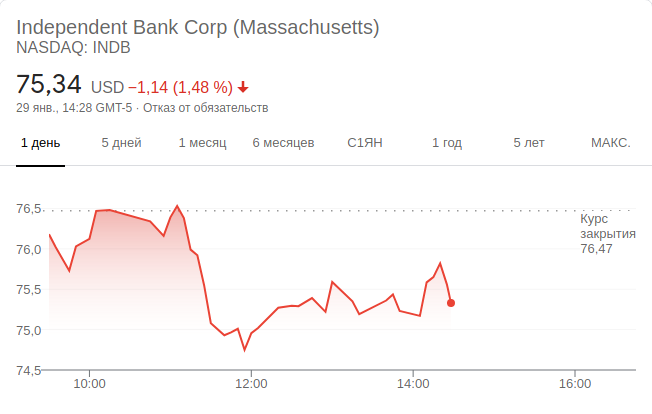 Independent Bank Corp (Massachusetts)
NASDAQ: INDB
75,34 USD −1,14 (1,48 %)
29 янв., 14:28 GMT-5 · Отказ от обязательств
1 день 5 дней 1 месяц 6 месяцев С1ЯН 1 год 5 лет МАКС.
76,5
Курс
закрытия
76,47
76,0
75,5
75,0
74,5
10:00 12:00 14:00 16:00